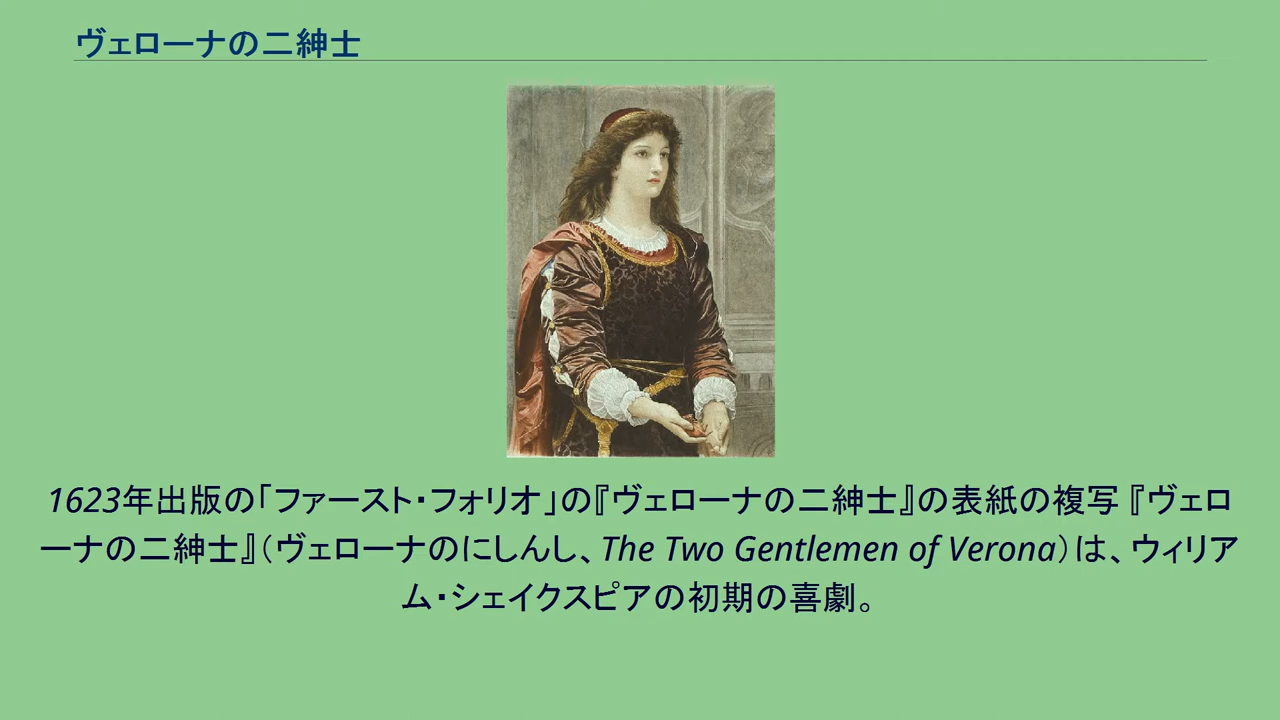 ヴェローナの二紳士
1623年出版の「ファースト・フォリオ」の『ヴェローナの二紳士』の表紙の複写 『ヴェロ
ーナの二紳士』（ヴェローナのにしんし、The Two Gentlemen of Verona）は、ウィリア
ム・シェイクスピアの初期の喜劇。